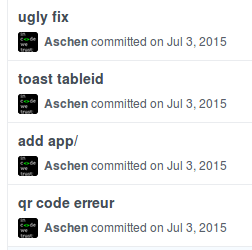 ugly fix
Aschen committed on Jul 3, 2015
toast tableid
Aschen committed on Jul 3, 2015
add app/
Aschen committed on Jul 3, 2015
qr code erreur
Aschen committed on Jul 3, 2015